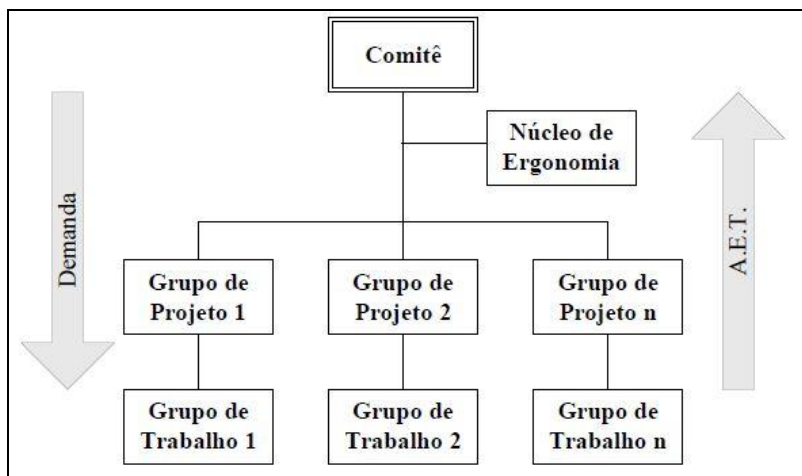 Comitê
Núcleo de
Ergonomia
Demanda
A.E.T.
Grupo de
Projeto 1
Grupo de
Projeto 2
Grupo de
Projeto n
Grupo de
Trabalho 1
Grupo de
Trabalho 2
Grupo de
Trabalho n